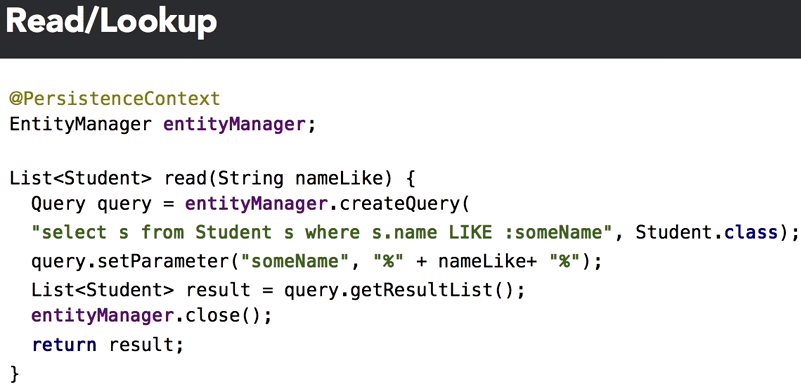 Read/Lookup
@PersistenceContext
EntityManager entityManager;
List<Student> read(String nameLike) {
Query query = entityManager.createQuery(
"select s from Student s where s.name LIKE :someName", Student.class);
query.setParameter("someName", "%" + nameLike+ "%");
List<Student> result = query.getResultList();
entityManager.close();
return result;
}